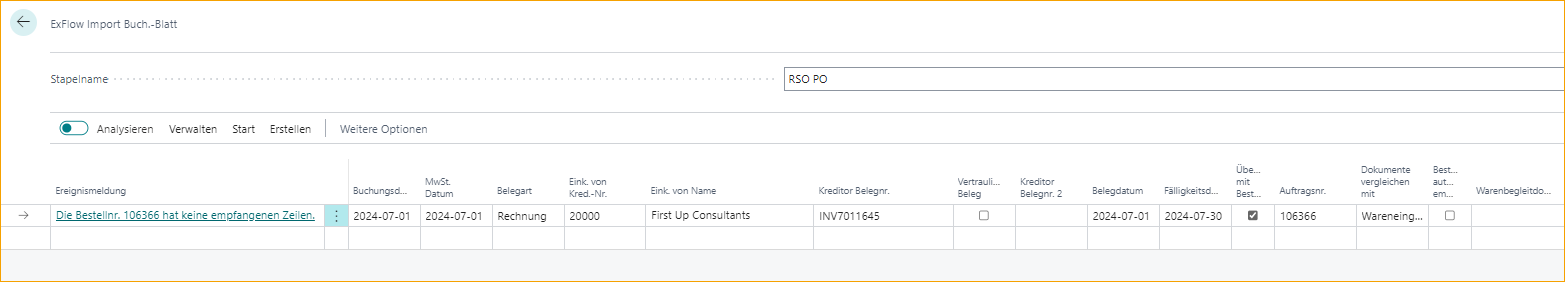 ExFlow Import Buch.-Blatt
Stapelname
RSO PO
Analysieren Verwalten Start Erstellen Weitere Optionen
Ereignismeldung Buchungsd... MwSt. Datum Belegart Eink. von Kred.-Nr. Eink. von Name Kreditor Belegnr. Vertrauli... Beleg Kreditor Belegnr. 2 Belegdatum Fälligkeitsd... Übe... mit Best... Auftragsnr. Dokumente vergleichen mit Best... aut... em... Warenbegleitdo...
Die Bestellnr. 106366 hat keine empfangenen Zeilen. 2024-07-01 2024-07-01 Rechnung 20000 First Up Consultants INV7011645 2024-07-01 2024-07-30 106366 Wareneing...